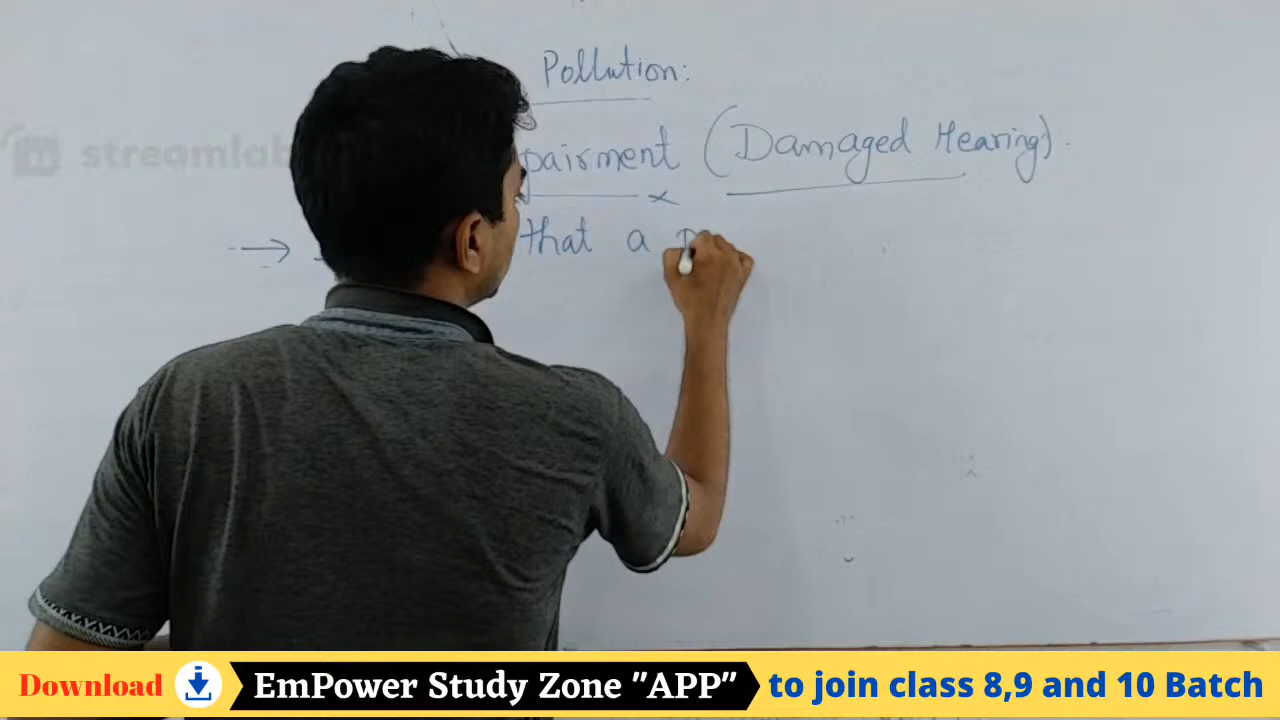 Pollution:
streamlab
pairment (Damaged Hearing).
→ that a
Download EmPower Study Zone "APP" to join class 8,9 and 10 Batch